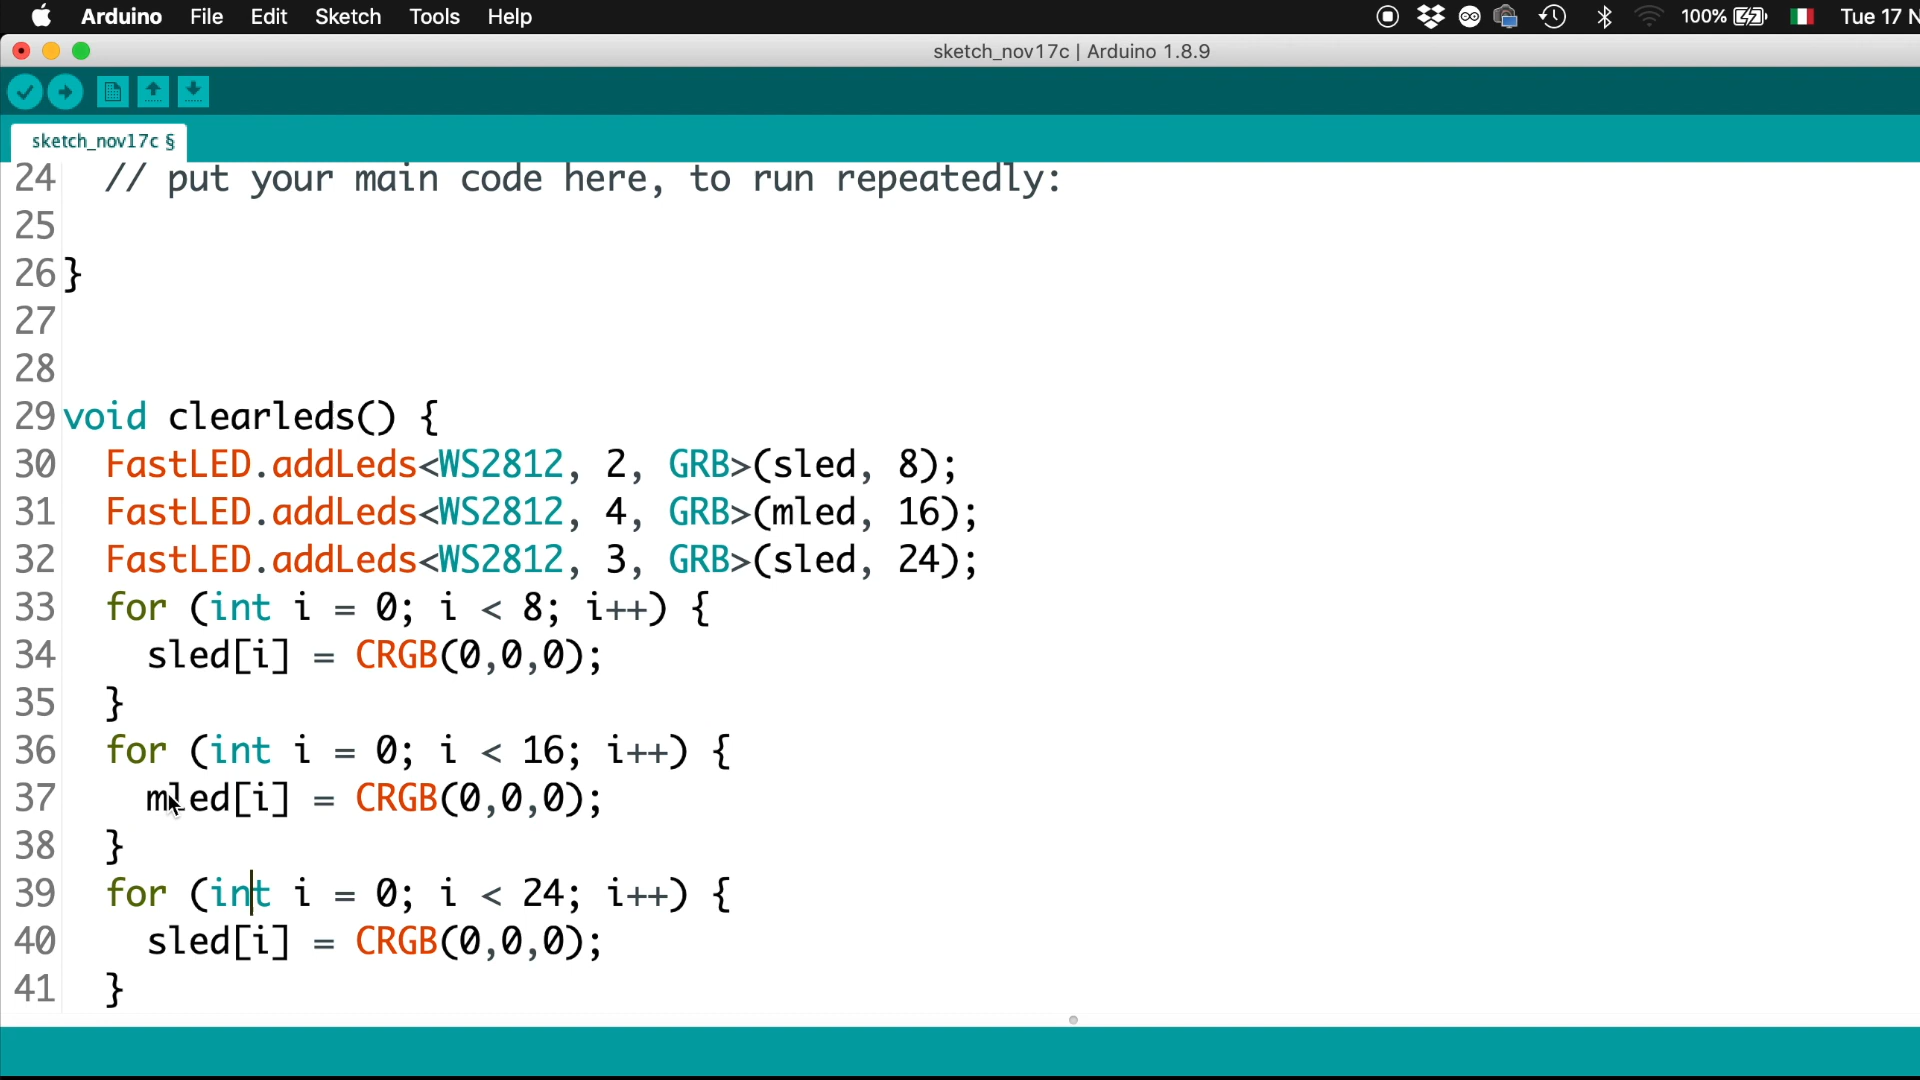 Arduino File Edit Sketch Tools Help 100% Tue 17 N
sketch_nov17c | Arduino 1.8.9
sketch_nov17c §
24 // put your main code here, to run repeatedly:
25
26 }
27
28
29 void clearleds() {
30 FastLED.addLeds<WS2812, 2, GRB>(sled, 8);
31 FastLED.addLeds<WS2812, 4, GRB>(mled, 16);
32 FastLED.addLeds<WS2812, 3, GRB>(sled, 24);
33 for (int i = 0; i < 8; i++) {
34 sled[i] = CRGB(0,0,0);
35 }
36 for (int i = 0; i < 16; i++) {
37 mled[i] = CRGB(0,0,0);
38 }
39 for (int i = 0; i < 24; i++) {
40 sled[i] = CRGB(0,0,0);
41 }